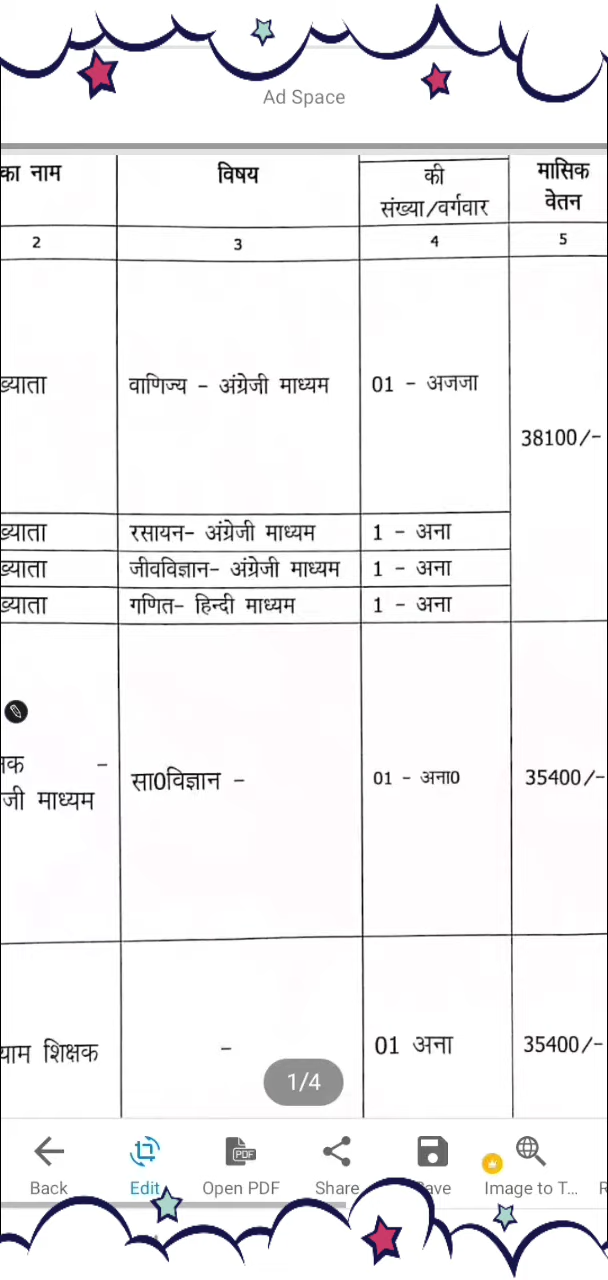 Ad Space
का नाम विषय की संख्या/वर्गवार मासिक वेतन
2 3 4 5
ख्याता वाणिज्य - अंग्रेजी माध्यम 01 - अजजा
38100/-
ख्याता रसायन- अंग्रेजी माध्यम 1 - अना
ख्याता जीवविज्ञान- अंग्रेजी माध्यम 1 - अना
ख्याता गणित- हिन्दी माध्यम 1 - अना
क्षक - जी माध्यम सा0विज्ञान - 01 - अना0 35400/-
याम शिक्षक - 01 अना 35400/-
1/4
Back Edit Open PDF Share Save Image to T...